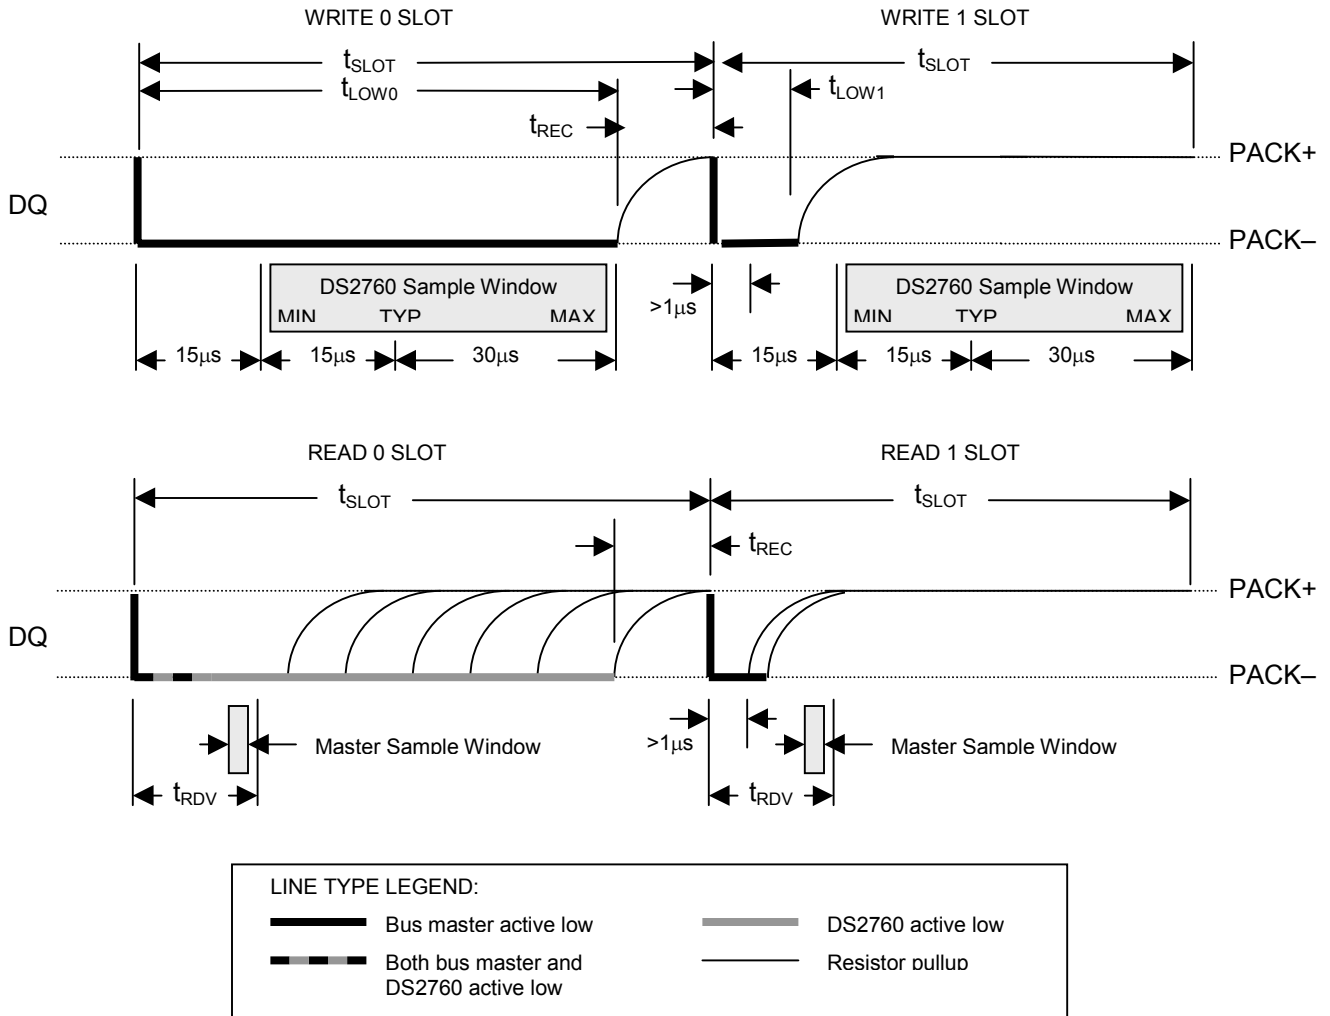 WRITE 0 SLOT
WRITE 1 SLOT
tSLOT
tSLOT
tLOW0
tLOW1
tREC
PACK+
DQ
PACK–
DS2760 Sample Window
MIN TYP MAX
>1μs
DS2760 Sample Window
MIN TYP MAX
15μs 15μs 30μs
15μs 15μs 30μs
READ 0 SLOT
READ 1 SLOT
tSLOT
tSLOT
tREC
PACK+
DQ
PACK–
Master Sample Window
>1μs
Master Sample Window
tRDV
tRDV
LINE TYPE LEGEND:
Bus master active low
DS2760 active low
Both bus master and
DS2760 active low
Resistor pullup